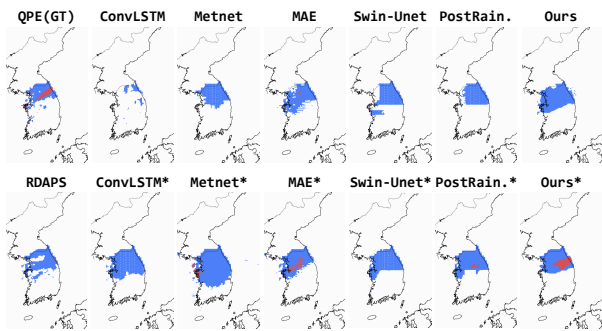 QPE(GT) ConvLSTM Metnet MAE Swin-Unet PostRain. Ours
RDAPS ConvLSTM* Metnet* MAE* Swin-Unet* PostRain.* Ours*